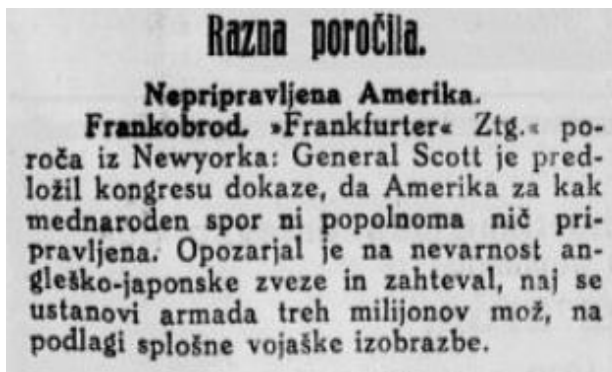 Razna poročila.
Nepripravljena Amerika.
Frankobrod. »Frankfurter« Ztg.« po-
roča iz Newyorka: General Scott je pred-
ložil kongresu dokaze, da Amerika za kak
mednaroden spor ni popolnoma nič pri-
pravljena. Opozarjal je na nevarnost an-
gleško-japonske zveze in zahteval, naj se
ustanovi armada treh milijonov mož, na
podlagi splošne vojaške izobrazbe.